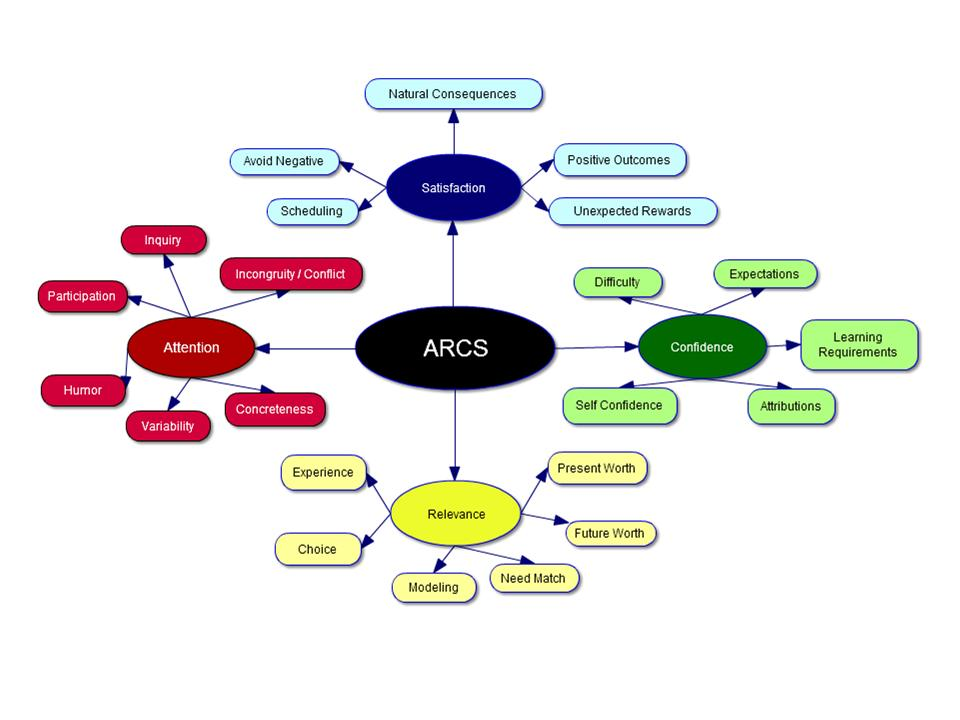 Natural Consequences
Avoid Negative
Positive Outcomes
Satisfaction
Scheduling
Unexpected Rewards
Inquiry
Incongruity / Conflict
Participation
Attention
Humor
Variability
Concreteness
ARCS
Difficulty
Expectations
Confidence
Learning
Requirements
Self Confidence
Attributions
Experience
Present Worth
Relevance
Future Worth
Choice
Modeling
Need Match